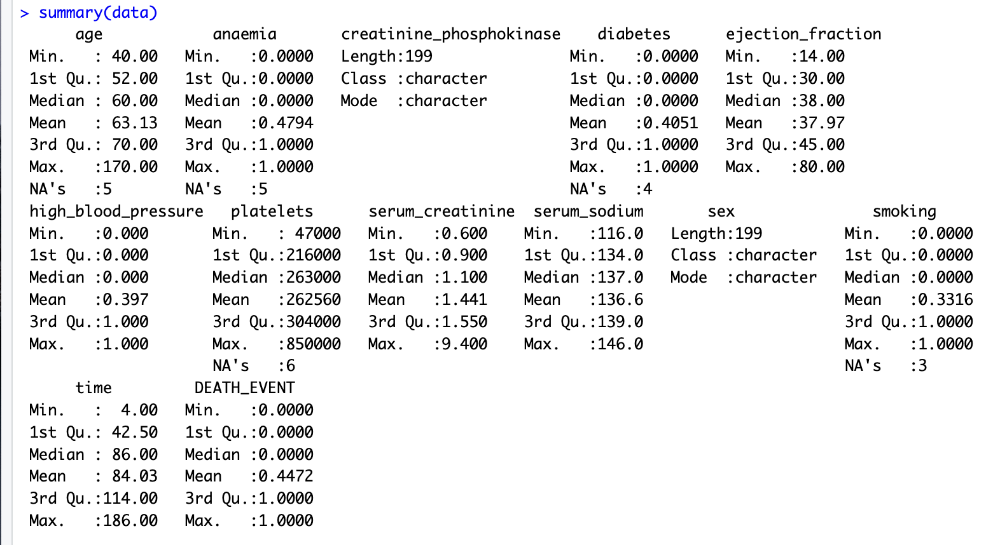 > summary(data)
age anaemia creatinine_phosphokinase diabetes ejection_fraction
Min. : 40.00 Min. :0.0000 Length:199 Min. :0.0000 Min. :14.00
1st Qu.: 52.00 1st Qu.:0.0000 Class :character 1st Qu.:0.0000 1st Qu.:30.00
Median : 60.00 Median :0.0000 Mode :character Median :0.0000 Median :38.00
Mean : 63.13 Mean :0.4794 Mean :0.4051 Mean :37.97
3rd Qu.: 70.00 3rd Qu.:1.0000 3rd Qu.:1.0000 3rd Qu.:45.00
Max. :170.00 Max. :1.0000 Max. :1.0000 Max. :80.00
NA's :5 NA's :5 NA's :4
high_blood_pressure platelets serum_creatinine serum_sodium sex smoking
Min. :0.000 Min. : 47000 Min. :0.600 Min. :116.0 Length:199 Min. :0.0000
1st Qu.:0.000 1st Qu.:216000 1st Qu.:0.900 1st Qu.:134.0 Class :character 1st Qu.:0.0000
Median :0.000 Median :263000 Median :1.100 Median :137.0 Mode :character Median :0.0000
Mean :0.397 Mean :262560 Mean :1.441 Mean :136.6 Mean :0.3316
3rd Qu.:1.000 3rd Qu.:304000 3rd Qu.:1.550 3rd Qu.:139.0 3rd Qu.:1.0000
Max. :1.000 Max. :850000 Max. :9.400 Max. :146.0 Max. :1.0000
NA's :6 NA's :3
time DEATH_EVENT
Min. : 4.00 Min. :0.0000
1st Qu.: 42.50 1st Qu.:0.0000
Median : 86.00 Median :0.0000
Mean : 84.03 Mean :0.4472
3rd Qu.:114.00 3rd Qu.:1.0000
Max. :186.00 Max. :1.0000